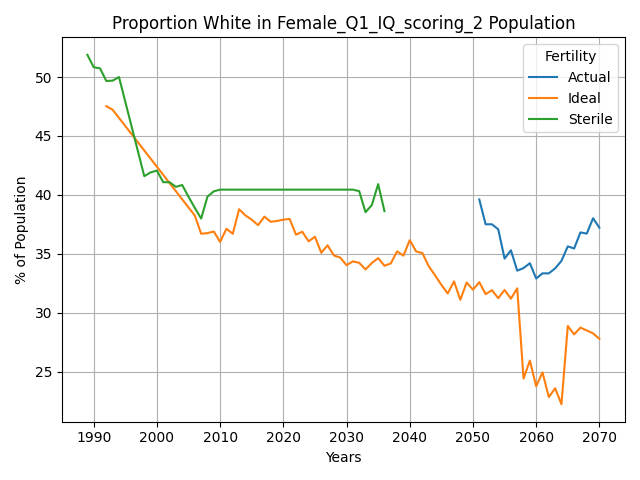 Proportion White in Female_Q1_IQ_scoring_2 Population
Fertility
Actual
Ideal
Sterile
% of Population
50
45
40
35
30
25
1990
2000
2010
2020
2030
2040
2050
2060
2070
Years